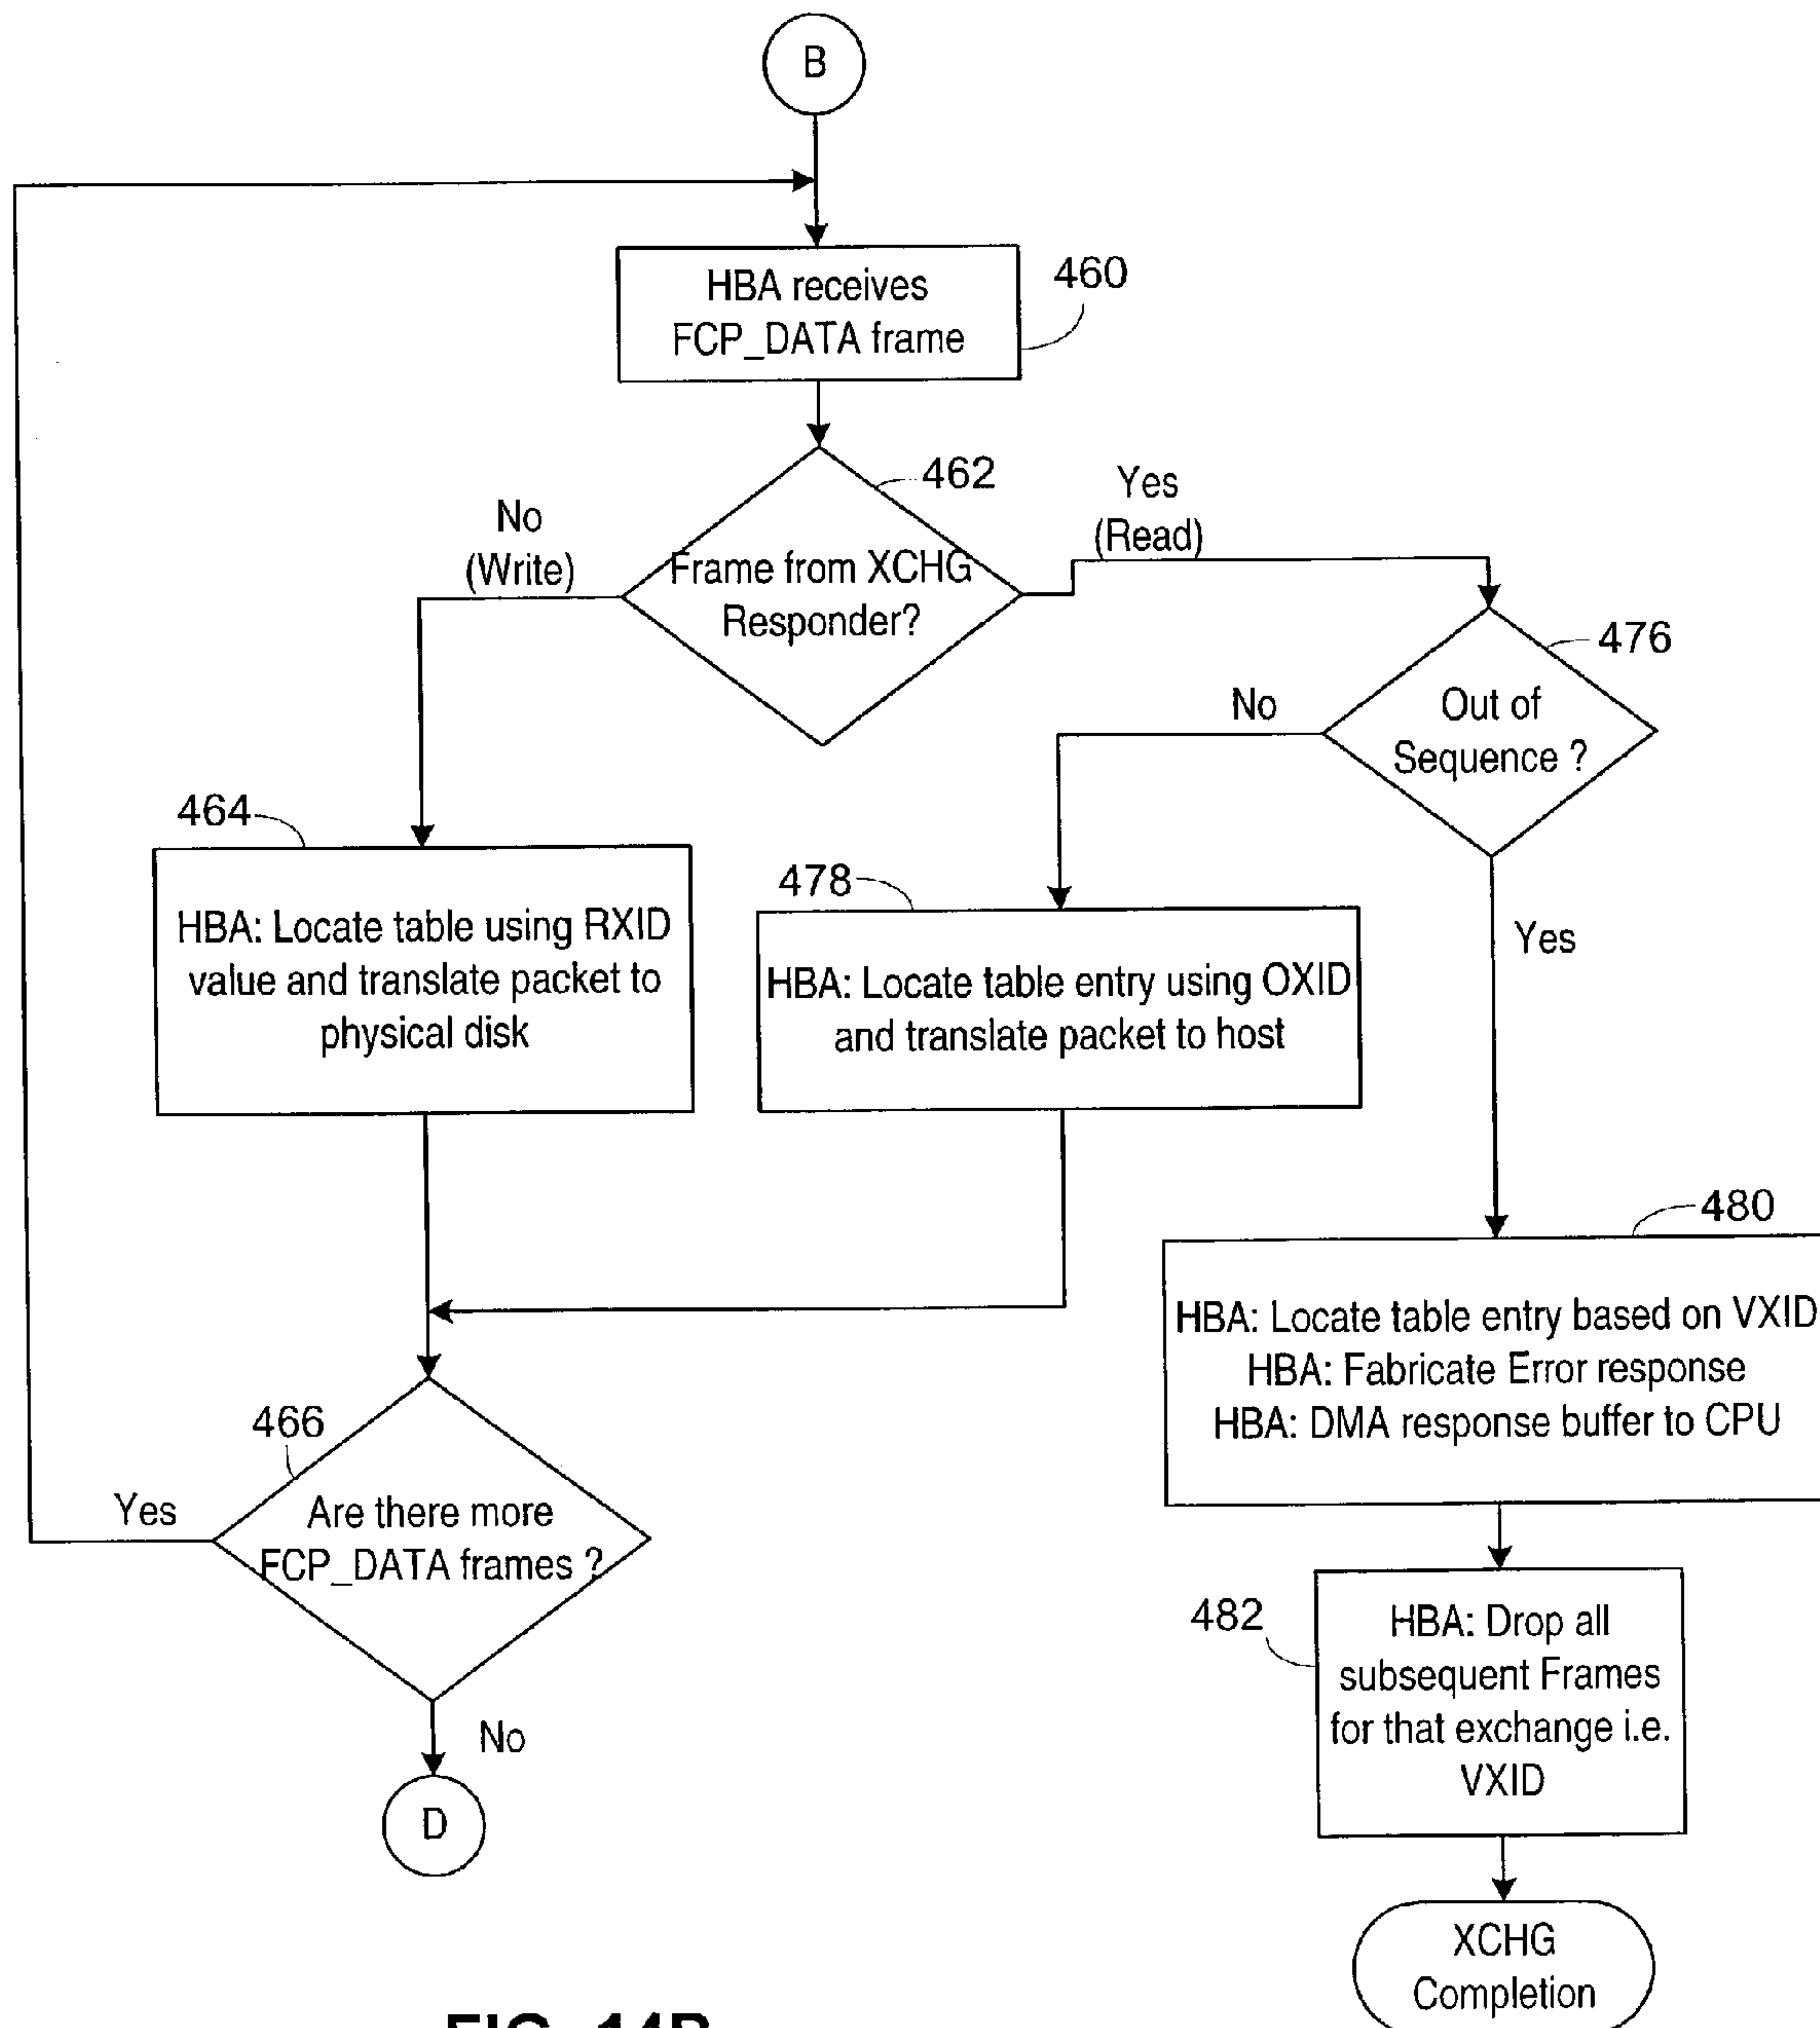 B
HBA receives
FCP_DATA frame
460
462
Frame from XCHG
Responder?
No
(Write)
Yes
(Read)
476
Out of
Sequence ?
No
Yes
464
HBA: Locate table using RXID
value and translate packet to
physical disk
478
HBA: Locate table entry using OXID
and translate packet to host
480
HBA: Locate table entry based on VXID
HBA: Fabricate Error response
HBA: DMA response buffer to CPU
466
Are there more
FCP_DATA frames ?
Yes
No
D
482
HBA: Drop all
subsequent Frames
for that exchange i.e.
VXID
XCHG
Completion
FIG. 14B